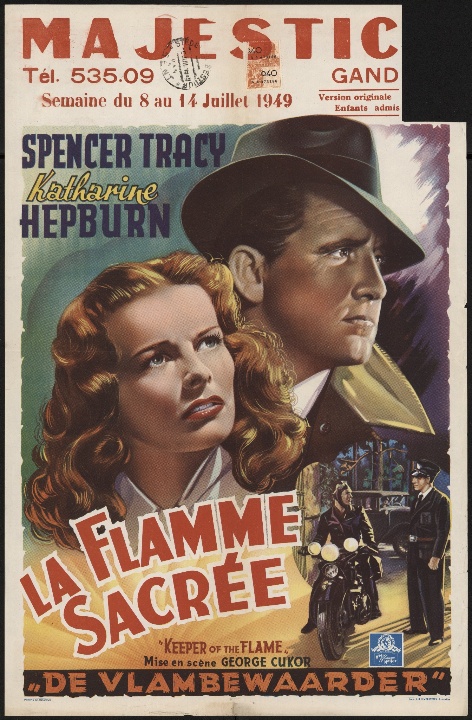 MAJESTIC
Tél. 535.09
GAND
Semaine du 8 au 14 Juillet 1949
Version originale
Enfants admis
SPENCER TRACY
Katharine
HEPBURN
LA FLAMME
SACRÉE
"KEEPER OF THE FLAME"
Mise en scène GEORGE CUKOR
„DE VLAMBEWAARDER"